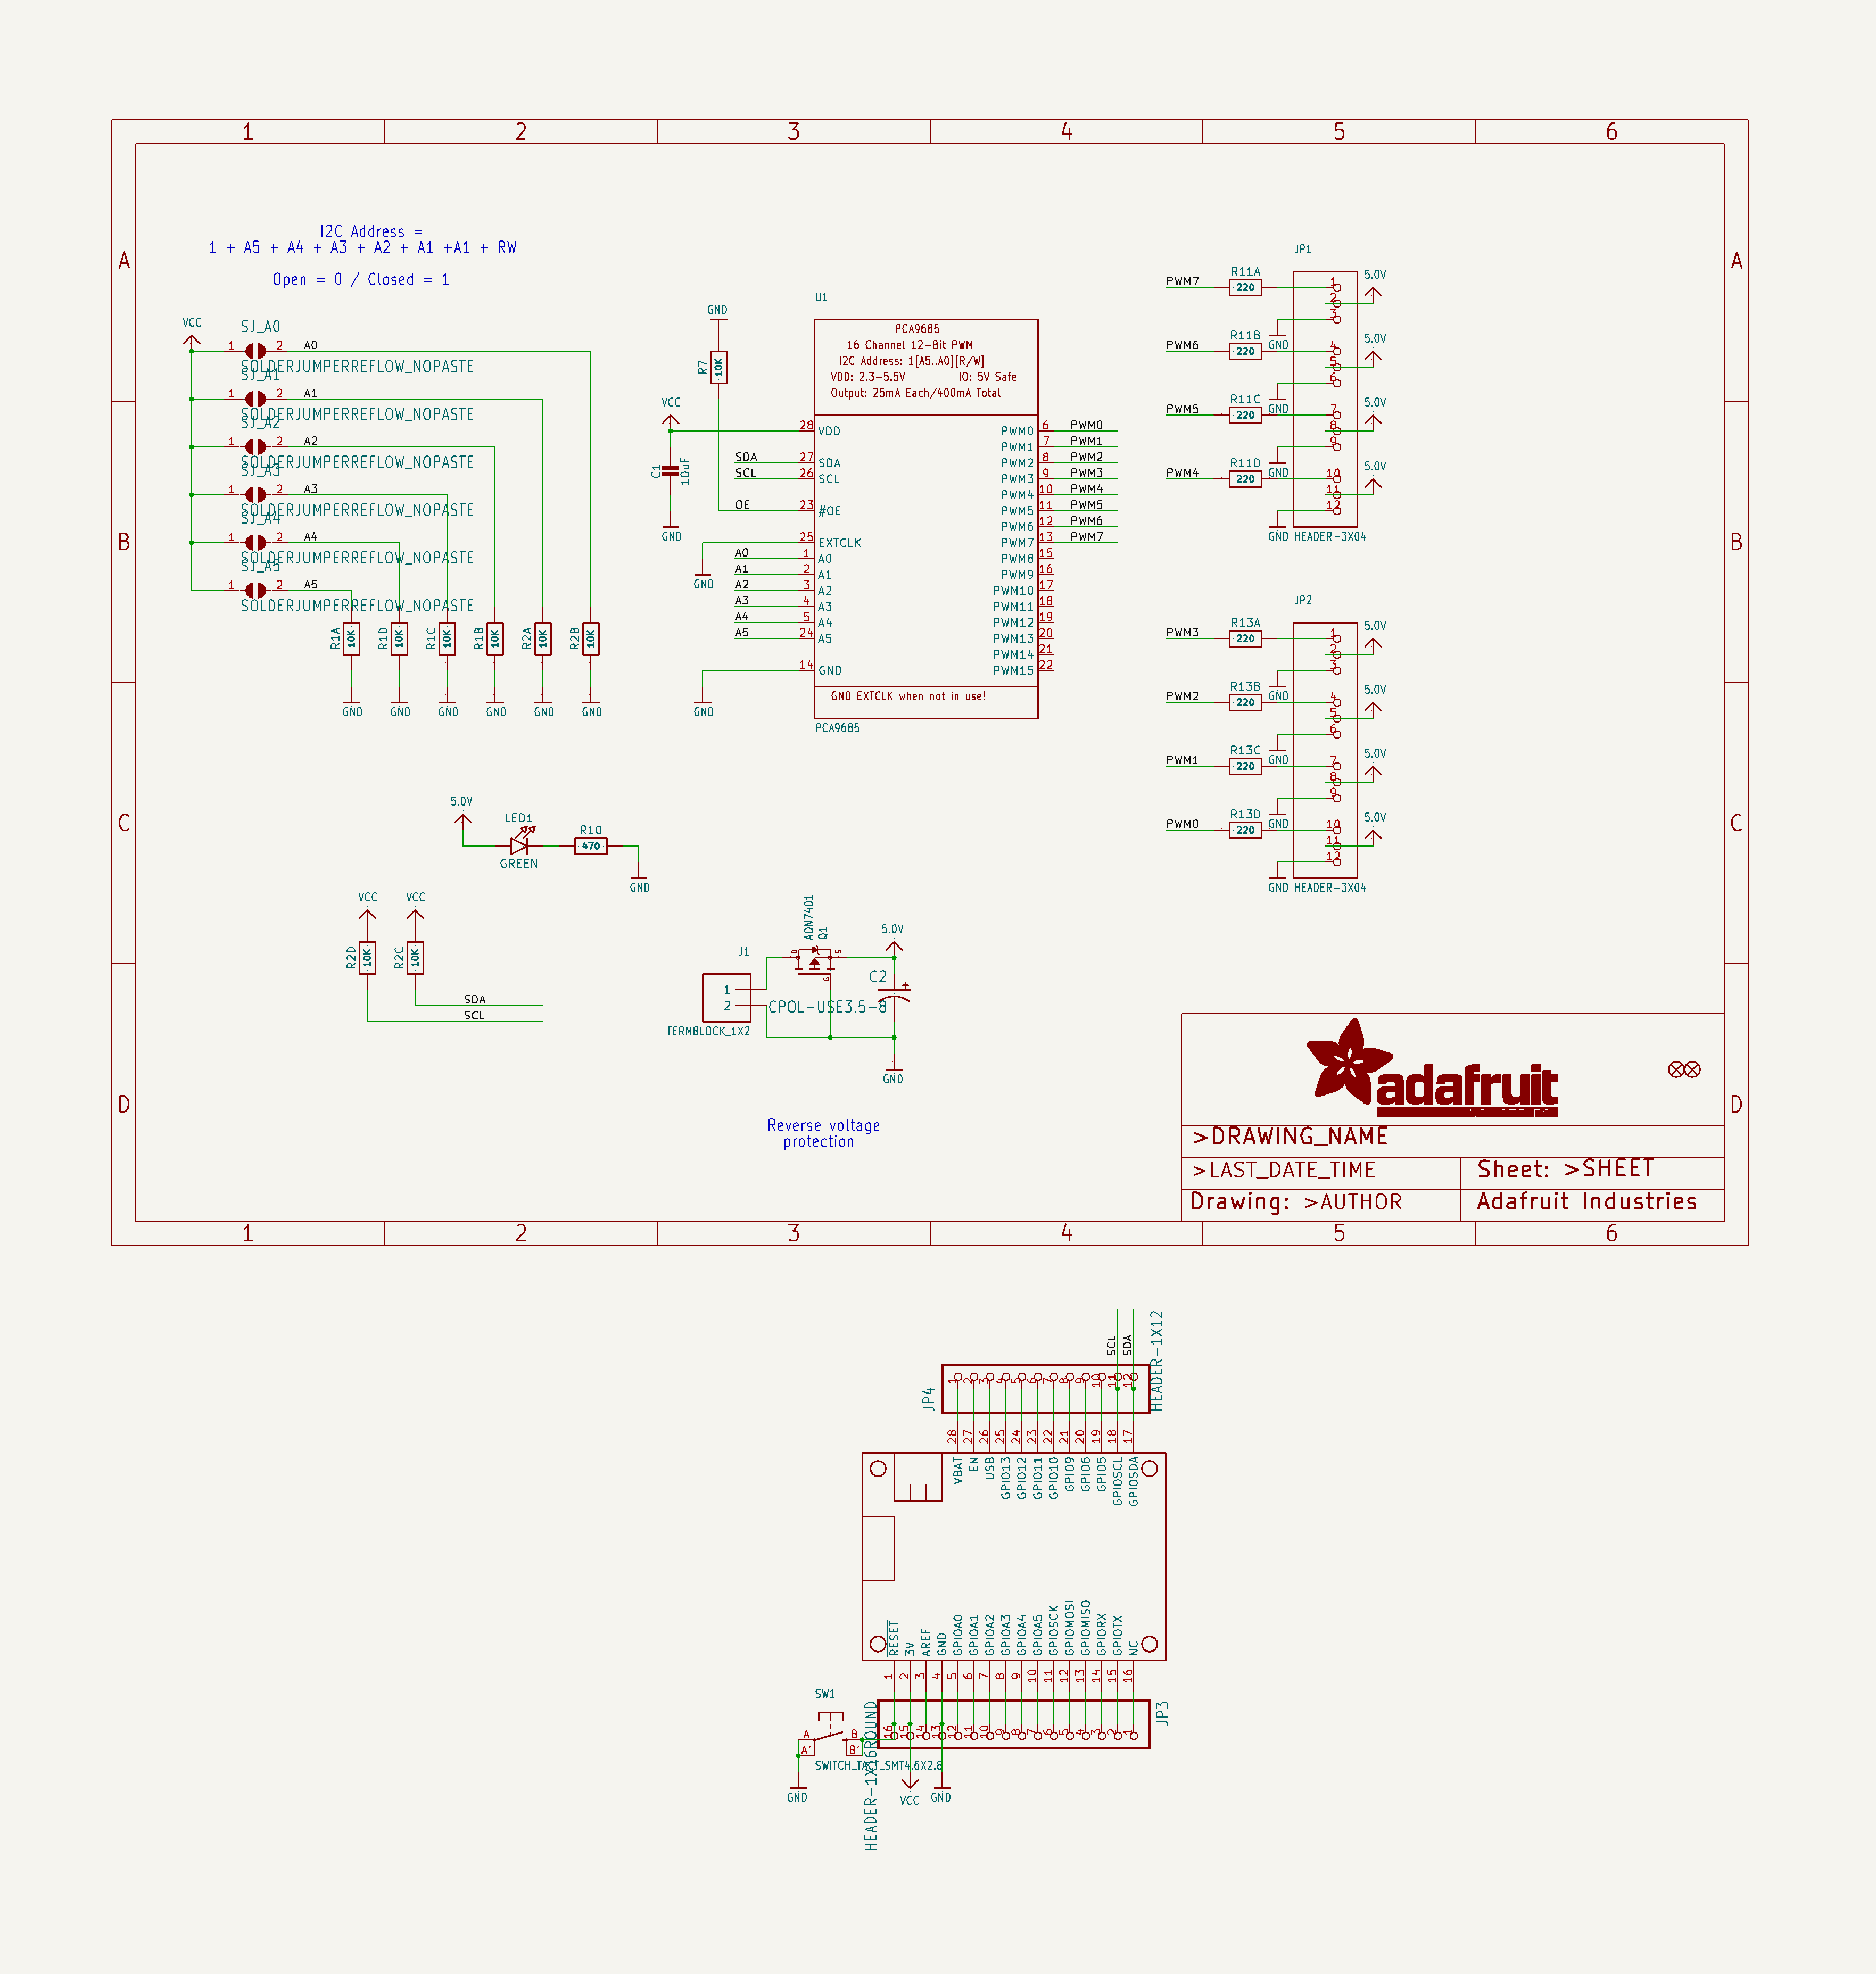 1 2 3 4 5 6
A A
B B
C C
D D
I2C Address =
1 + A5 + A4 + A3 + A2 + A1 +A1 + RW
Open = 0 / Closed = 1
VCC
SJ_A0
1 2 A0
SOLDERJUMPERREFLOW_NOPASTE
SJ_A1
1 2 A1
SOLDERJUMPERREFLOW_NOPASTE
SJ_A2
1 2 A2
SOLDERJUMPERREFLOW_NOPASTE
SJ_A3
1 2 A3
SOLDERJUMPERREFLOW_NOPASTE
SJ_A4
1 2 A4
SOLDERJUMPERREFLOW_NOPASTE
SJ_A5
1 2 A5
SOLDERJUMPERREFLOW_NOPASTE
R1A 10K R1D 10K R1C 10K R1B 10K R2A 10K R2B 10K
GND GND GND GND GND GND
GND
R7 10K
VCC
C1 10uF
GND
U1
PCA9685
16 Channel 12-Bit PWM
I2C Address: 1[A5..A0][R/W]
VDD: 2.3-5.5V IO: 5V Safe
Output: 25mA Each/400mA Total
28 VDD PWM0 6 PWM0
PWM1 7 PWM1
SDA 27 SDA PWM2 8 PWM2
SCL 26 SCL PWM3 9 PWM3
PWM4 10 PWM4
OE 23 #OE PWM5 11 PWM5
PWM6 12 PWM6
25 EXTCLK PWM7 13 PWM7
A0 1 A0 PWM8 15
A1 2 A1 PWM9 16
A2 3 A2 PWM10 17
A3 4 A3 PWM11 18
A4 5 A4 PWM12 19
A5 24 A5 PWM13 20
PWM14 21
14 GND PWM15 22
GND
GND
GND EXTCLK when not in use!
PCA9685
JP1
PWM7 R11A 220 1 2 3 5.0V
GND
PWM6 R11B 220 4 5 6 5.0V
GND
PWM5 R11C 220 7 8 9 5.0V
GND
PWM4 R11D 220 10 11 12 5.0V
GND HEADER-3X04
JP2
PWM3 R13A 220 1 2 3 5.0V
GND
PWM2 R13B 220 4 5 6 5.0V
GND
PWM1 R13C 220 7 8 9 5.0V
GND
PWM0 R13D 220 10 11 12 5.0V
GND HEADER-3X04
5.0V
LED1 R10
470
GREEN
GND
VCC VCC
R2D 10K R2C 10K
SDA
SCL
J1
1
2
TERMBLOCK_1X2
AON7401
Q1
D S G
5.0V
C2
CPOL-USE3.5-8
GND
Reverse voltage
protection
adafruit
>DRAWING_NAME
>LAST_DATE_TIME Sheet: >SHEET
Drawing: >AUTHOR Adafruit Industries
1 2 3 4 5 6
SCL SDA
JP4 HEADER-1X12
1 2 3 4 5 6 7 8 9 10 11 12
28 27 26 25 24 23 22 21 20 19 18 17
VBAT EN USB GPIO13 GPIO12 GPIO11 GPIO10 GPIO9 GPIO6 GPIO5 GPIOSCL GPIOSDA
RESET 3V AREF GND GPIOA0 GPIOA1 GPIOA2 GPIOA3 GPIOA4 GPIOA5 GPIOSCK GPIOMOSI GPIOMISO GPIORX GPIOTX NC
1 2 3 4 5 6 7 8 9 10 11 12 13 14 15 16
16 15 14 13 12 11 10 9 8 7 6 5 4 3 2 1
JP3
HEADER-1X16ROUND
SW1
A B
A' B'
SWITCH_TACT_SMT4.6X2.8
GND VCC GND